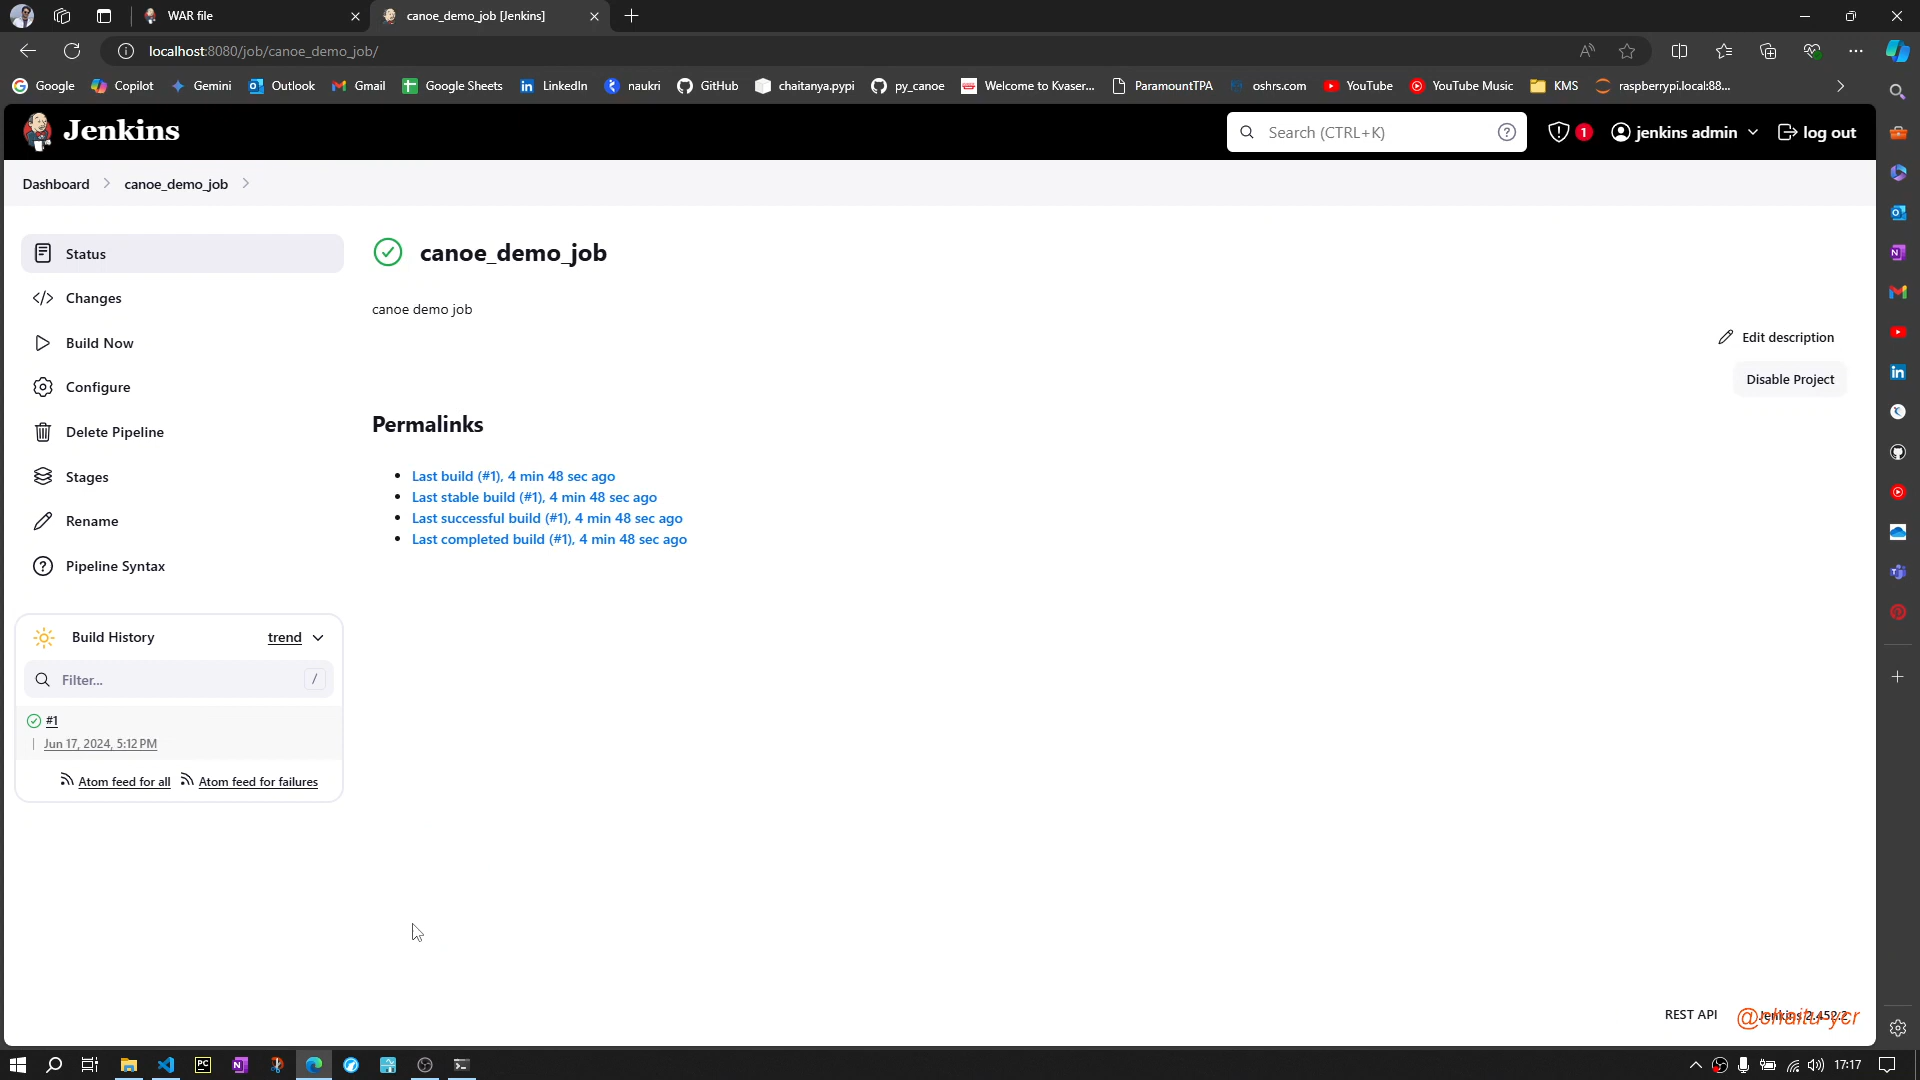 WAR file
canoe_demo_job [Jenkins]
localhost:8080/job/canoe_demo_job/
Google
Copilot
Gemini
Outlook
Gmail
Google Sheets
LinkedIn
naukri
GitHub
chaitanya.pypi
py_canoe
Welcome to Kvaser...
ParamountTPA
oshrs.com
YouTube
YouTube Music
KMS
raspberrypi.local:88...
Jenkins
Search (CTRL+K)
1
jenkins admin
log out
Dashboard
canoe_demo_job
Status
Changes
Build Now
Configure
Delete Pipeline
Stages
Rename
Pipeline Syntax
canoe_demo_job
canoe demo job
Edit description
Disable Project
Permalinks
Last build (#1), 4 min 48 sec ago
Last stable build (#1), 4 min 48 sec ago
Last successful build (#1), 4 min 48 sec ago
Last completed build (#1), 4 min 48 sec ago
Build History
trend
Filter...
/
#1
Jun 17, 2024, 5:12 PM
Atom feed for all
Atom feed for failures
REST API
Jenkins 2.452.2
@chaitu-ycr
17:17